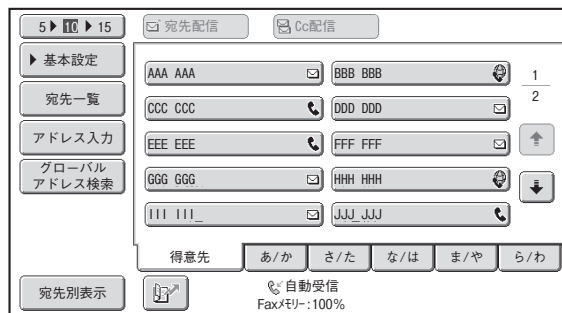 5 10 15
宛先配信
Cc配信
基本設定
宛先一覧
アドレス入力
グローバル
アドレス検索
AAA AAA
BBB BBB
CCC CCC
DDD DDD
EEE EEE
FFF FFF
GGG GGG
HHH HHH
III III
JJJ JJJ
1
2
得意先
あ/か
さ/た
な/は
ま/や
ら/わ
宛先別表示
自動受信
Faxメモリー:100%